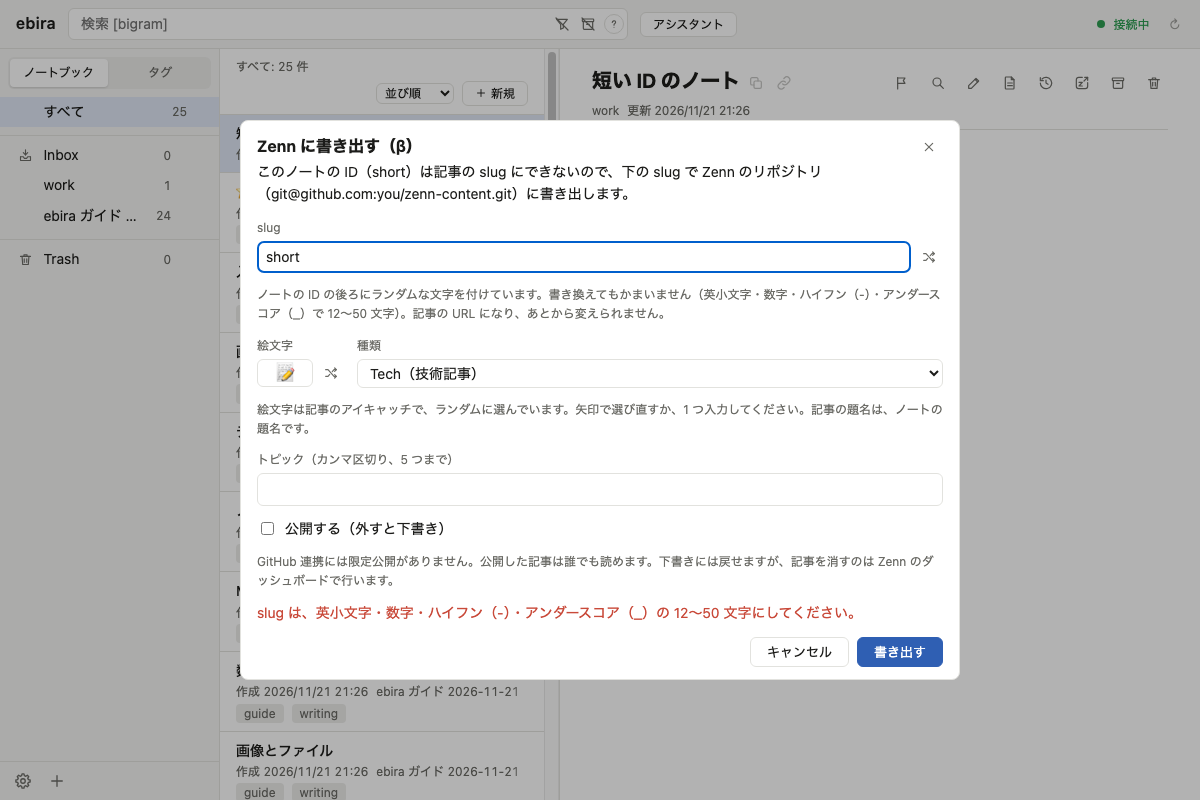 ebira
検索 [bigram]
?
アシスタント
接続中
ノートブック
タグ
すべて 25
Inbox 0
work 1
ebira ガイド ... 24
Trash 0
すべて: 25 件
並び順
+ 新規
短い ID のノート
work 更新 2026/11/21 21:26
Zenn に書き出す（β）
このノートの ID（short）は記事の slug にできないので、下の slug で Zenn のリポジトリ
（git@github.com:you/zenn-content.git）に書き出します。
slug
short
ノートの ID の後ろにランダムな文字を付けています。書き換えてもかまいません（英小文字・数字・ハイフン（-）・アンダース
コア（_）で 12〜50 文字）。記事の URL になり、あとから変えられません。
絵文字
種類
Tech（技術記事）
絵文字は記事のアイキャッチで、ランダムに選んでいます。矢印で選び直すか、1 つ入力してください。記事の題名は、ノートの
題名です。
トピック（カンマ区切り、5 つまで）
公開する（外すと下書き）
GitHub 連携には限定公開がありません。公開した記事は誰でも読めます。下書きには戻せますが、記事を消すのは Zenn のダ
ッシュボードで行います。
slug は、英小文字・数字・ハイフン（-）・アンダースコア（_）の 12〜50 文字にしてください。
キャンセル
書き出す
作成 2026/11/21 21:26 ebira ガイド 2026-11-21
guide writing
画像とファイル
作成 2026/11/21 21:26 ebira ガイド 2026-11-21
guide writing